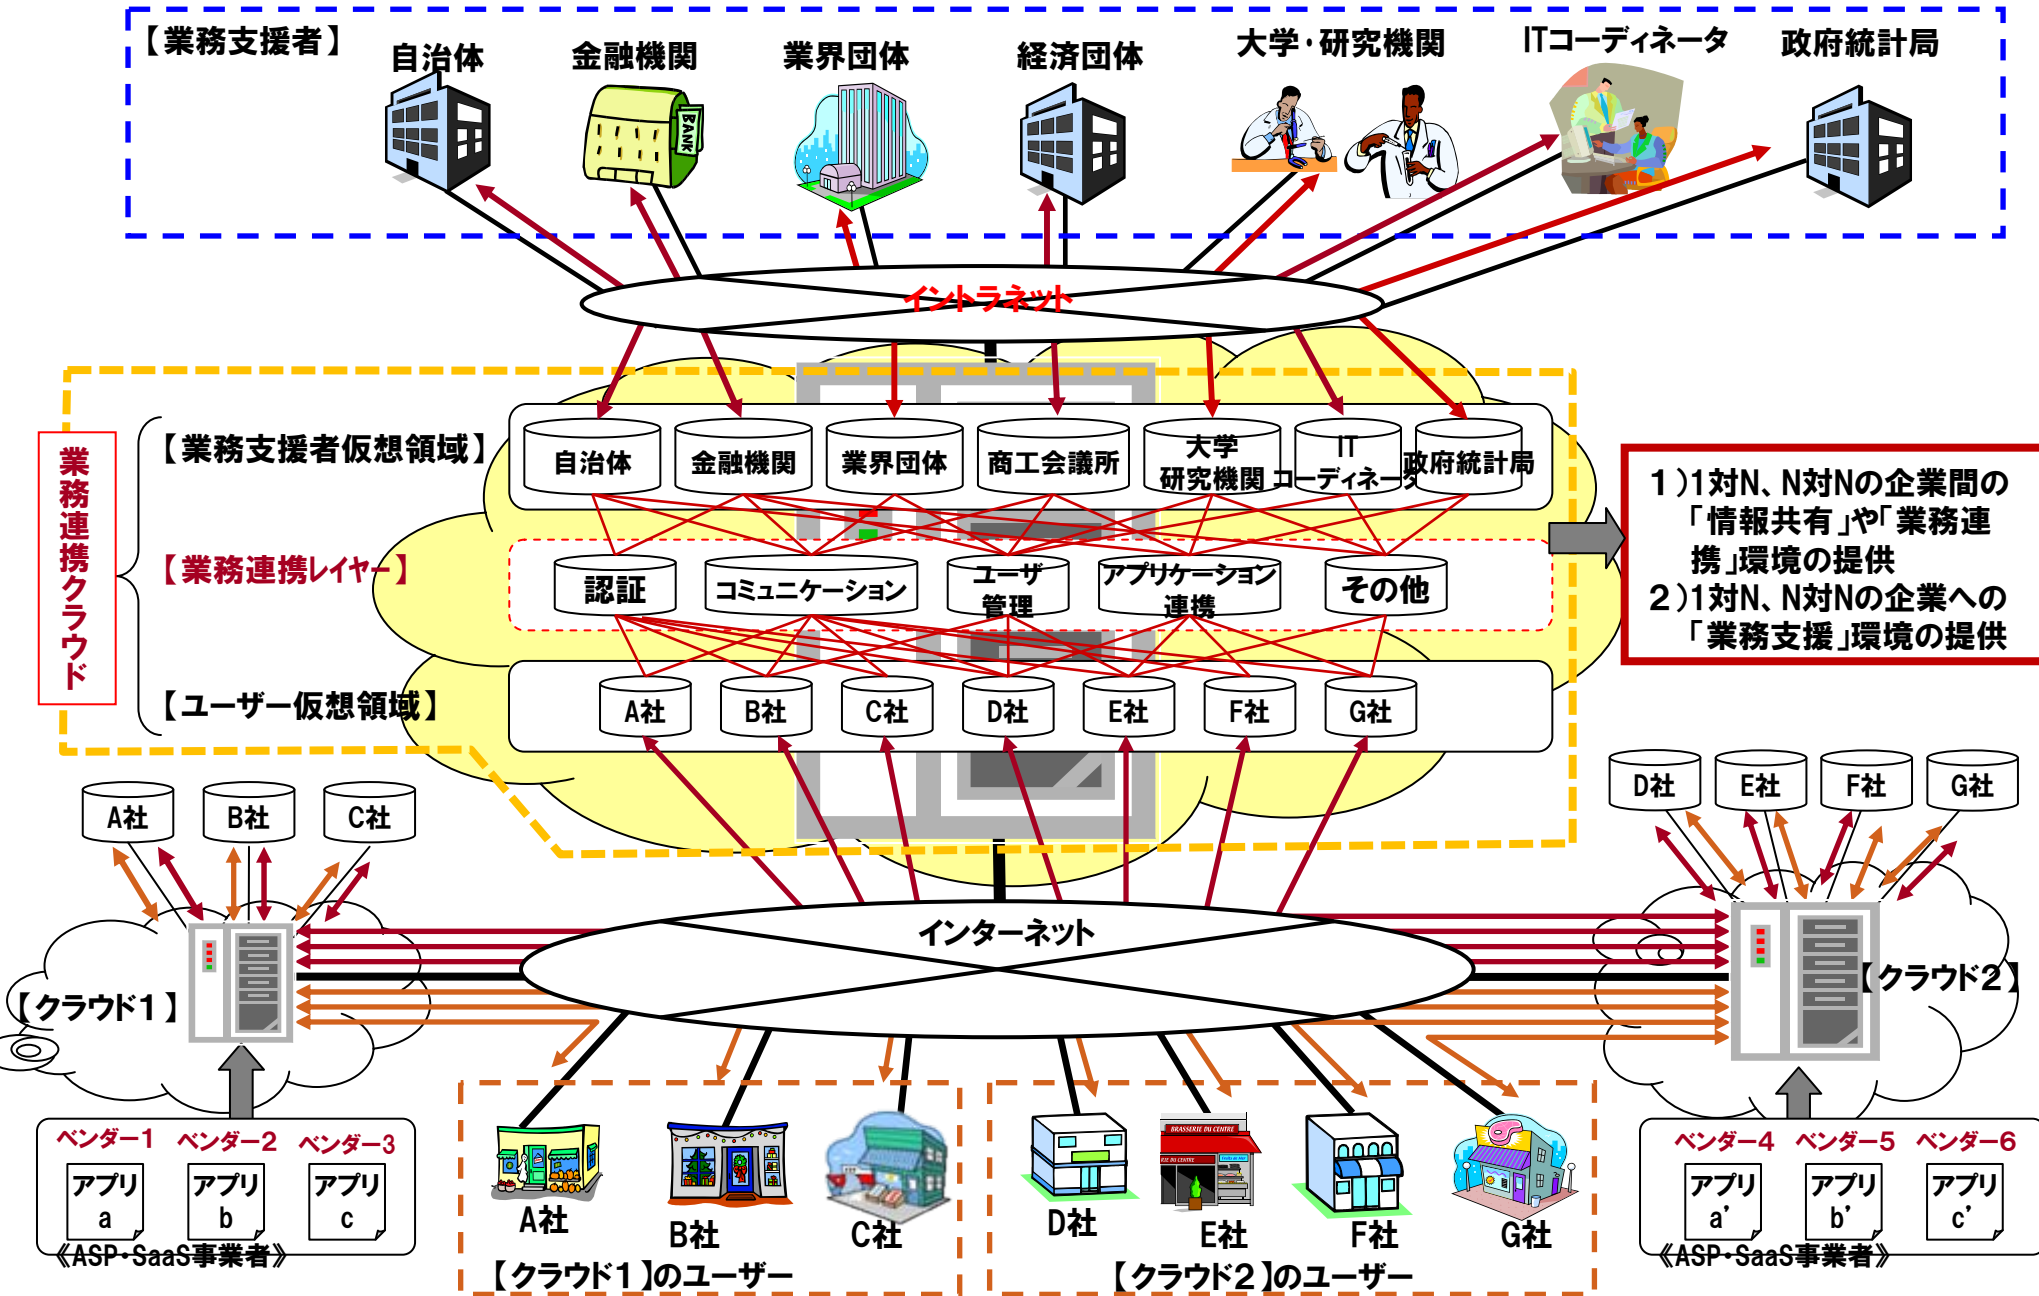 【業務支援者】
自治体
金融機関
業界団体
経済団体
大学・研究機関
ITコーディネータ
政府統計局
BANK
イントラネット
業務連携クラウド
【業務支援者仮想領域】
自治体
金融機関
業界団体
商工会議所
大学
研究機関
IT
コーディネータ
政府統計局
【業務連携レイヤー】
認証
コミュニケーション
ユーザ
管理
アプリケーション
連携
その他
【ユーザー仮想領域】
A社
B社
C社
D社
E社
F社
G社
1)1対N、N対Nの企業間の
「情報共有」や「業務連
携」環境の提供
2)1対N、N対Nの企業への
「業務支援」環境の提供
A社
B社
C社
D社
E社
F社
G社
インターネット
【クラウド1】
【クラウド2】
ベンダー1
ベンダー2
ベンダー3
アプリ
a
アプリ
b
アプリ
c
《ASP・SaaS事業者》
BRASSERIE DU CENTRE
A社
B社
C社
【クラウド1】のユーザー
D社
E社
F社
G社
【クラウド2】のユーザー
ベンダー4
ベンダー5
ベンダー6
アプリ
a’
アプリ
b’
アプリ
c’
《ASP・SaaS事業者》